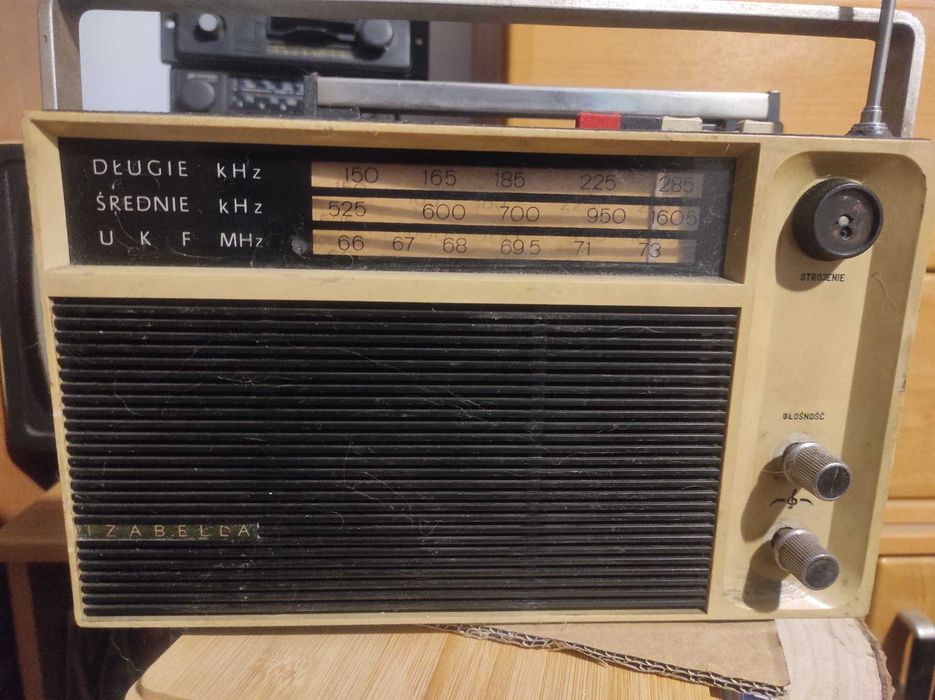 DŁUGIE kHz 150 165 185 225 285
ŚREDNIE kHz 525 600 700 950 1605
U K F MHz 66 67 68 69.5 71 73
STROJENIE
GŁOŚNOŚĆ
IZABELLA